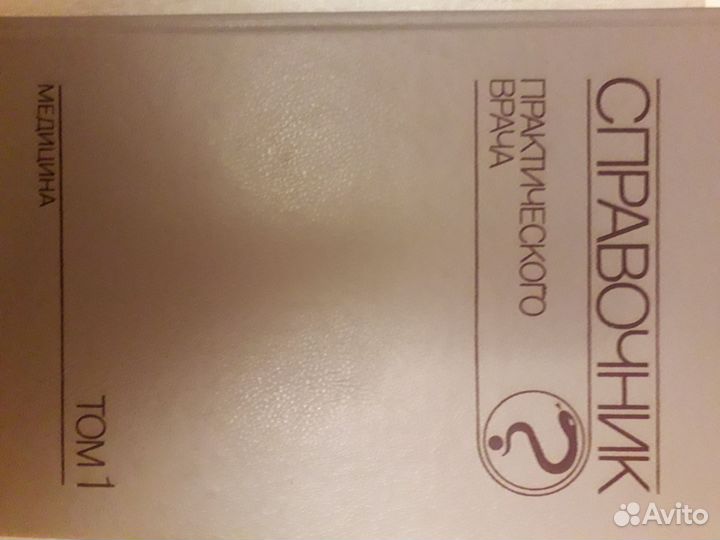 СПРАВОЧНИК
ПРАКТИЧЕСКОГО
ВРАЧА
ТОМ 1
МЕДИЦИНА
Avito